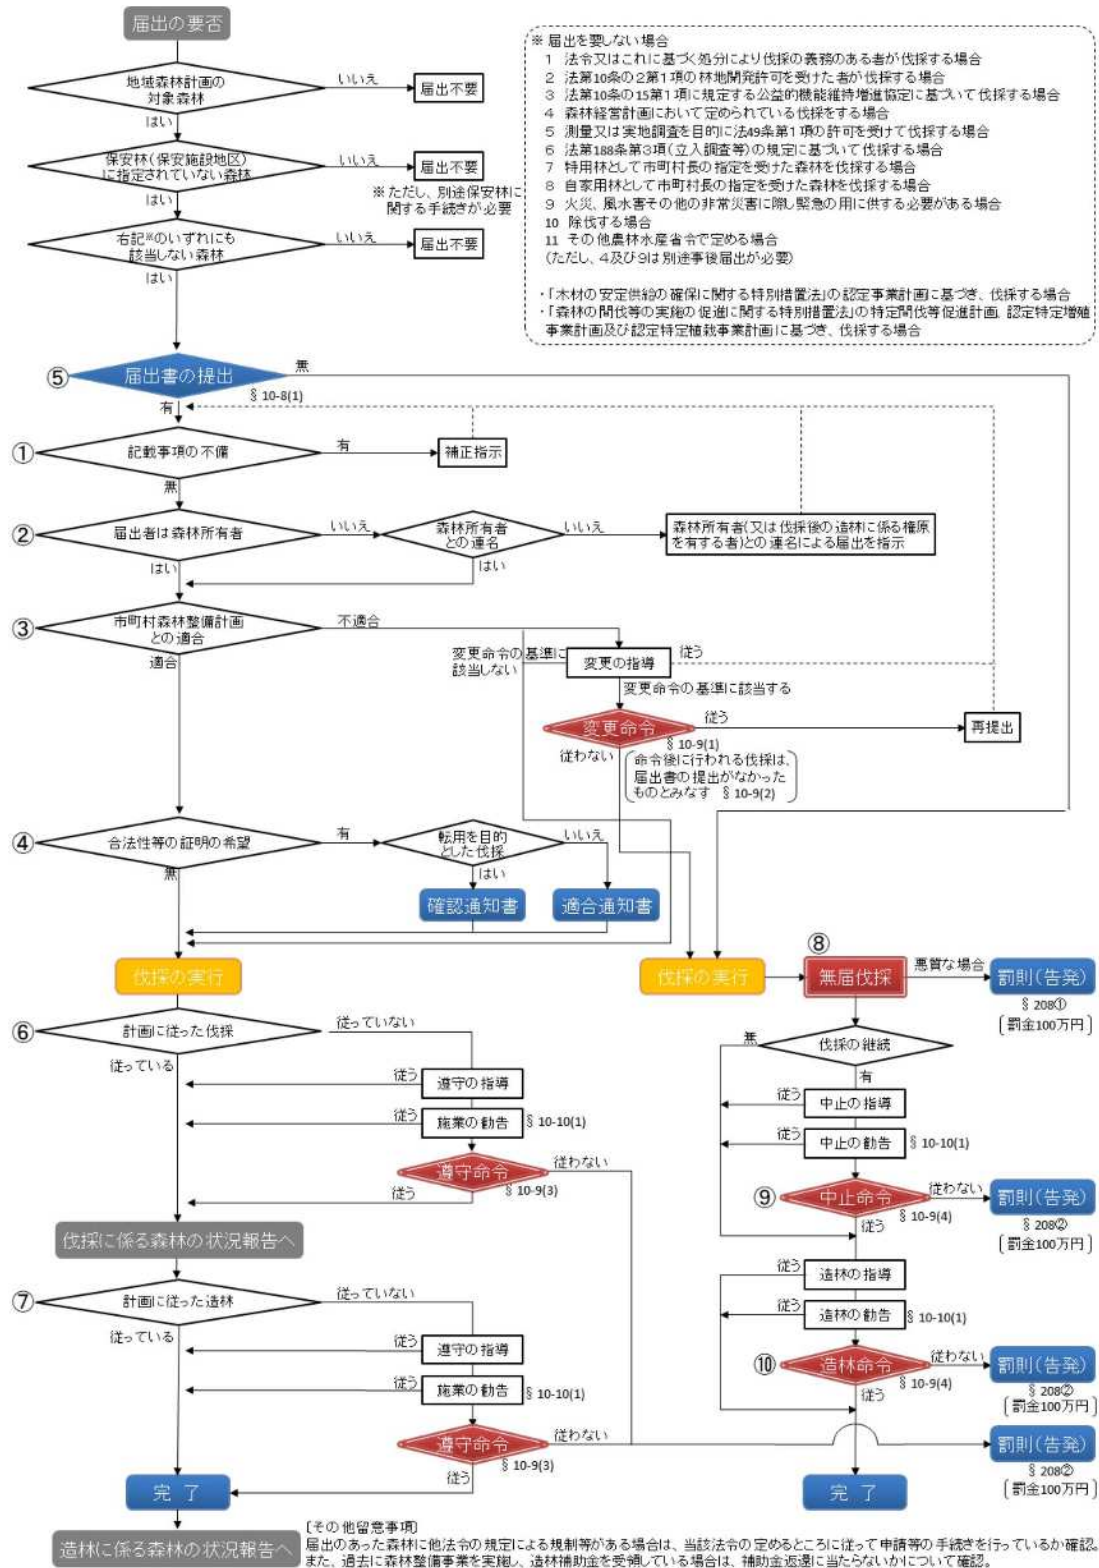 届出の要否
地域森林計画の
対象森林
いいえ
届出不要
はい
保安林(保安施設地区)
に指定されていない森林
いいえ
届出不要
※ただし、別途保安林に
関する手続きが必要
はい
右記※のいずれにも
該当しない森林
いいえ
届出不要
はい
※ 届出を要しない場合
1 法令又はこれに基づく処分により伐採の義務のある者が伐採する場合
2 法第10条の2第1項の林地開発許可を受けた者が伐採する場合
3 法第10条の15第1項に規定する公益的機能維持増進協定に基づいて伐採する場合
4 森林経営計画において定められている伐採をする場合
5 測量又は実地調査を目的に法49条第1項の許可を受けて伐採する場合
6 法第188条第3項(立入調査等)の規定に基づいて伐採する場合
7 特用林として市町村長の指定を受けた森林を伐採する場合
8 自家用林として市町村長の指定を受けた森林を伐採する場合
9 火災、風水害その他の非常災害に際し緊急の用に供する必要がある場合
10 除伐する場合
11 その他農林水産省令で定める場合
(ただし、4及び9は別途事後届出が必要)
・「木材の安定供給の確保に関する特別措置法」の認定事業計画に基づき、伐採する場合
・「森林の間伐等の実施の促進に関する特別措置法」の特定間伐等促進計画、認定特定増殖
事業計画及び認定特定植栽事業計画に基づき、伐採する場合
⑤ 届出書の提出
無
§10-8(1)
有
① 記載事項の不備
有
補正指示
無
② 届出者は森林所有者
いいえ
森林所有者
との連名
いいえ
森林所有者(又は伐採後の造林に係る権原
を有する者)との連名による届出を指示
はい
はい
③ 市町村森林整備計画
との適合
不適合
適合
変更命令の基準に
該当しない
変更の指導
従う
変更命令の基準に該当する
変更命令
従う
再提出
§10-9(1)
従わない
命令後に行われる伐採は、
届出書の提出がなかった
ものとみなす §10-9(2)
④ 合法性等の証明の希望
有
転用を目的
とした伐採
いいえ
無
はい
確認通知書
適合通知書
伐採の実行
伐採の実行
⑧
無届伐採
悪質な場合
罰則(告発)
§208①
〔罰金100万円〕
⑥ 計画に従った伐採
従っていない
従っている
従う
遵守の指導
従う
施業の勧告
§10-10(1)
遵守命令
従わない
§10-9(3)
従う
伐採の継続
無
有
従う
中止の指導
従う
中止の勧告
§10-10(1)
⑨ 中止命令
従わない
罰則(告発)
§10-9(4)
§208②
〔罰金100万円〕
従う
伐採に係る森林の状況報告へ
⑦ 計画に従った造林
従っていない
従っている
従う
遵守の指導
従う
施業の勧告
§10-10(1)
遵守命令
従わない
§10-9(3)
従う
従う
造林の指導
従う
造林の勧告
§10-10(1)
⑩ 造林命令
従わない
罰則(告発)
§10-9(4)
§208②
〔罰金100万円〕
従う
罰則(告発)
§208②
〔罰金100万円〕
完了
完了
造林に係る森林の状況報告へ
〔その他留意事項〕
届出のあった森林に他法令の規定による規制等がある場合は、当該法令の定めるところに従って申請等の手続きを行っているか確認。
また、過去に森林整備事業を実施し、造林補助金を受領している場合は、補助金返還に当たらないかについて確認。